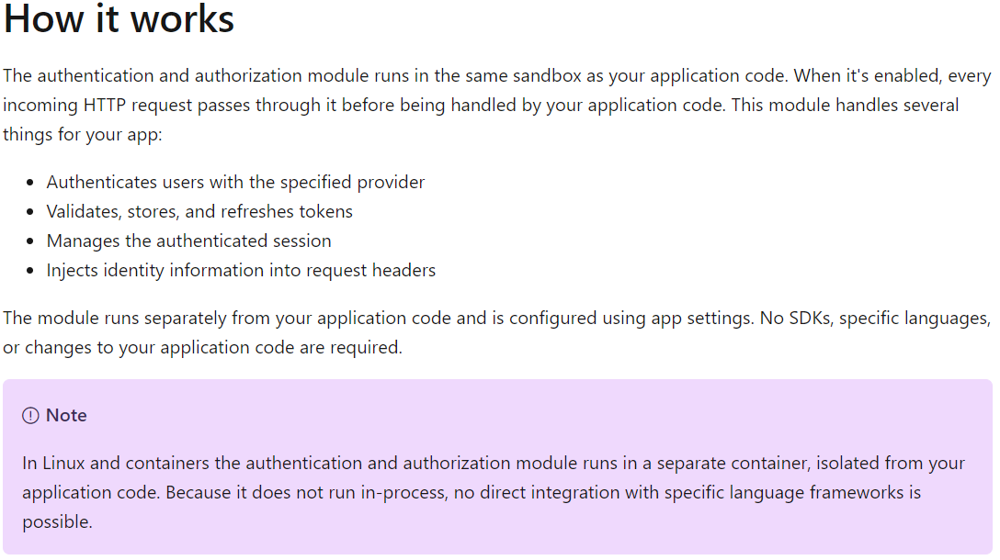 How it works
The authentication and authorization module runs in the same sandbox as your application code. When it's enabled, every
incoming HTTP request passes through it before being handled by your application code. This module handles several
things for your app:
• Authenticates users with the specified provider
• Validates, stores, and refreshes tokens
• Manages the authenticated session
• Injects identity information into request headers
The module runs separately from your application code and is configured using app settings. No SDKs, specific languages,
or changes to your application code are required.
Note
In Linux and containers the authentication and authorization module runs in a separate container, isolated from your
application code. Because it does not run in-process, no direct integration with specific language frameworks is
possible.